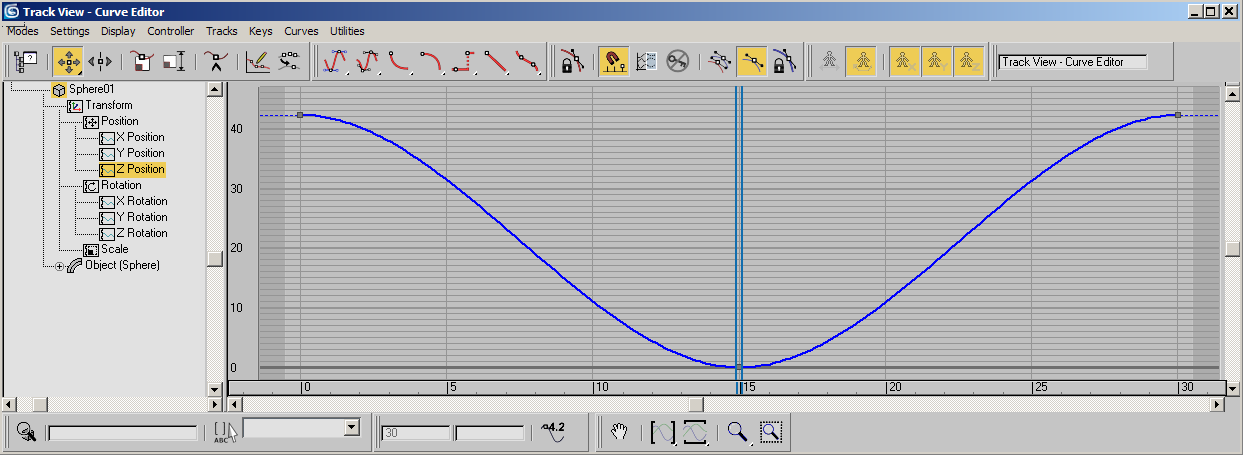 Track View - Curve Editor
Modes Settings Display Controller Tracks Keys Curves Utilities
? Track View - Curve Editor
Sphere01
Transform
Position
X Position
Y Position
Z Position
Rotation
X Rotation
Y Rotation
Z Rotation
Scale
Object (Sphere)
40
30
20
10
0
0 5 10 15 20 25 30
[ ] ABC
30
4.2